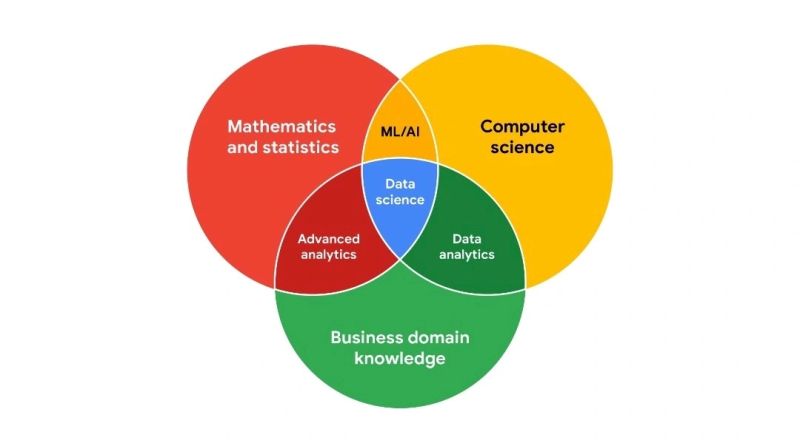 Mathematics
and statistics
ML/AI
Computer
science
Data
science
Advanced
analytics
Data
analytics
Business domain
knowledge